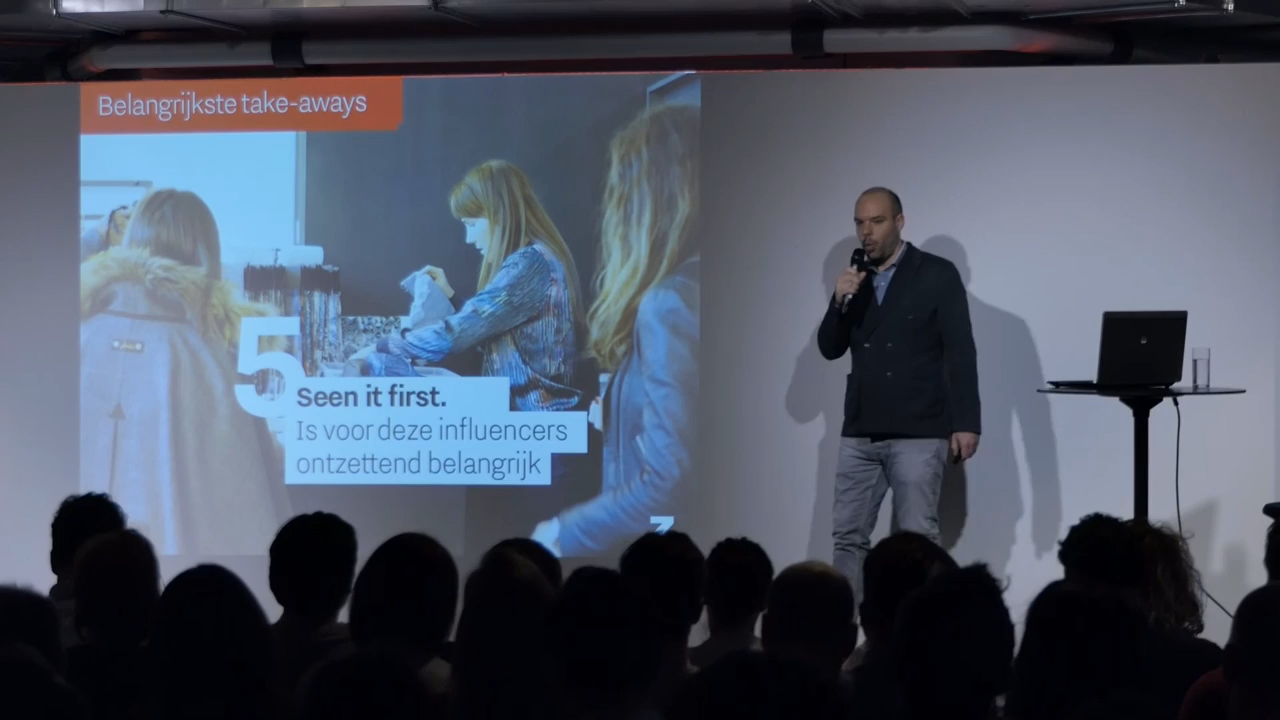 Belangrijkste take-aways
5
Seen it first.
Is voor deze influencers
ontzettend belangrijk